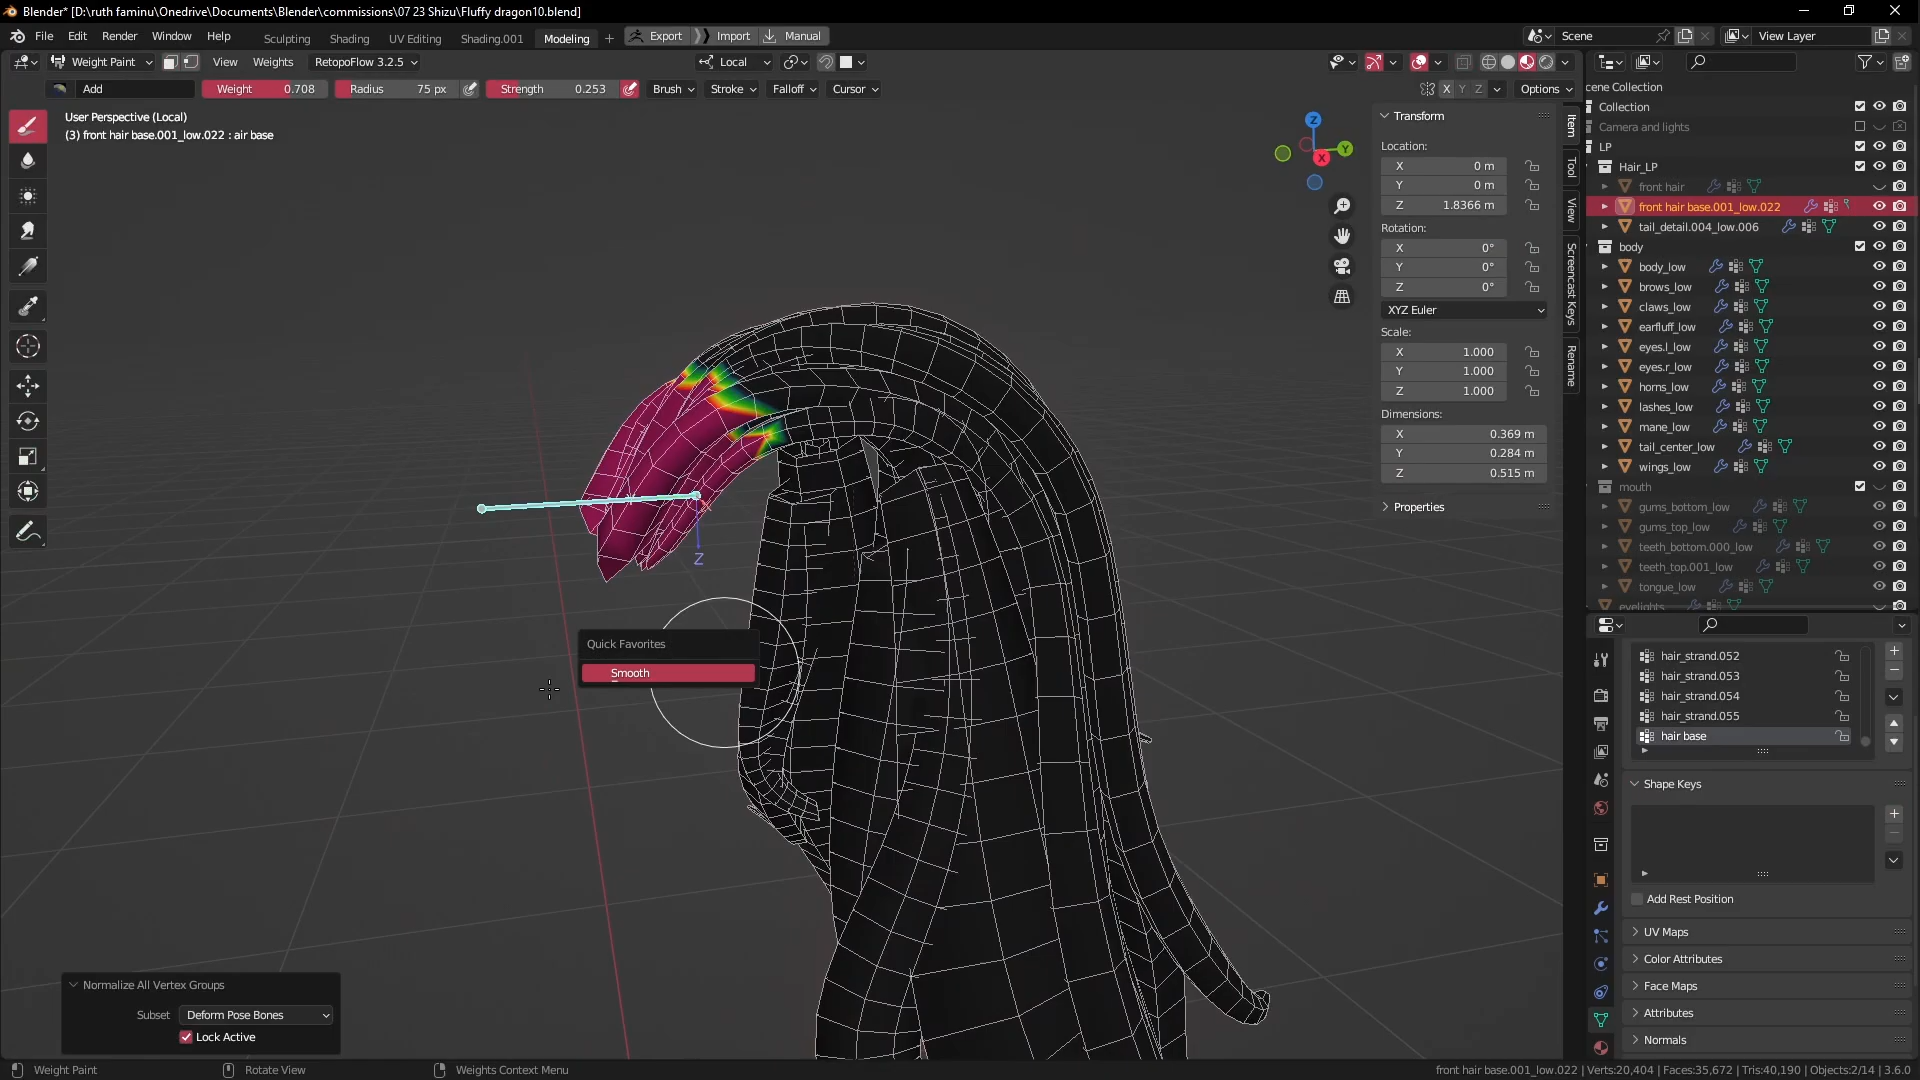 Blender* [D:\ruth faminu\Onedrive\Documents\Blender\commissions\07 23 Shizu\Fluffy dragon10.blend]
File Edit Render Window Help Sculpting Shading UV Editing Shading.001 Modeling + Export Import Manual Scene View Layer
Weight Paint View Weights RetopoFlow 3.2.5 Local
Add Weight 0.708 Radius 75 px Strength 0.253 Brush Stroke Falloff Cursor X Y Z Options
User Perspective (Local)
(3) front hair base.001_low.022 : air base
Z
Y
X
Z
Quick Favorites
Smooth
Normalize All Vertex Groups
Subset Deform Pose Bones
Lock Active
Transform
Location:
X 0 m
Y 0 m
Z 1.8366 m
Rotation:
X 0°
Y 0°
Z 0°
XYZ Euler
Scale:
X 1.000
Y 1.000
Z 1.000
Dimensions:
X 0.369 m
Y 0.284 m
Z 0.515 m
Properties
Item
Tool
View
Screencast Keys
Rename
cene Collection
Collection
Camera and lights
LP
Hair_LP
front hair
front hair base.001_low.022
tail_detail.004_low.006
body
body_low
brows_low
claws_low
earfluff_low
eyes.l_low
eyes.r_low
horns_low
lashes_low
mane_low
tail_center_low
wings_low
mouth
gums_bottom_low
gums_top_low
teeth_bottom.000_low
teeth_top.001_low
tongue_low
eyelights
hair_strand.052
hair_strand.053
hair_strand.054
hair_strand.055
hair base
Shape Keys
Add Rest Position
UV Maps
Color Attributes
Face Maps
Attributes
Normals
Weight Paint Rotate View Weights Context Menu front hair base.001_low.022 | Verts:20,404 | Faces:35,672 | Tris:40,190 | Objects:2/14 | 3.6.0